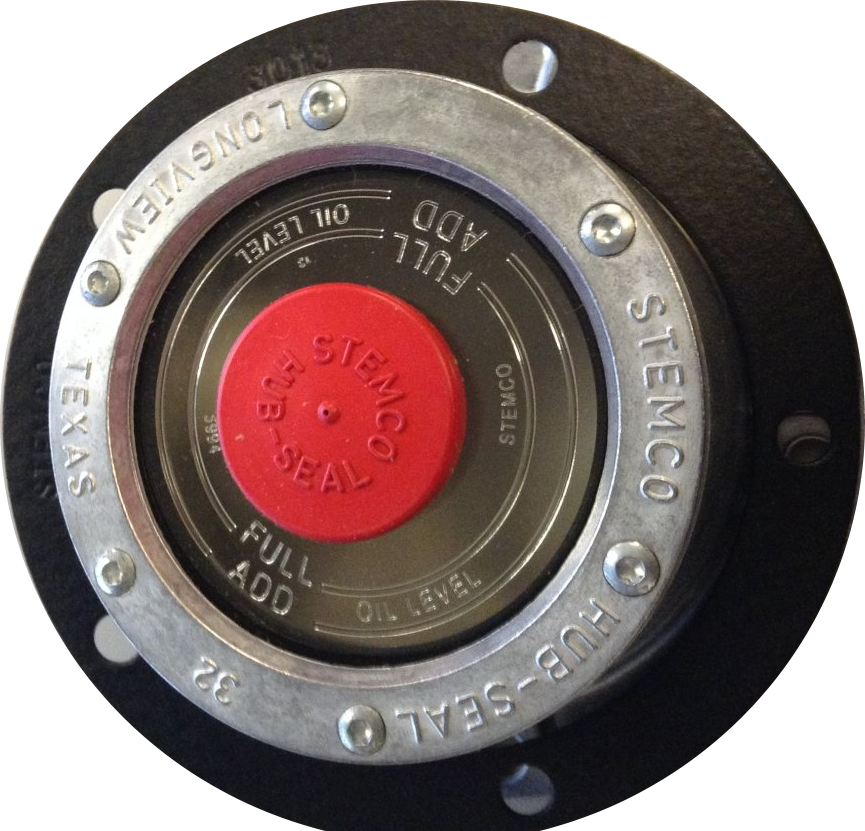 LONGVIEW
TEXAS
STEMCO
HUB-SEAL
32
OIL LEVEL
FULL
ADD
STEMCO
FULL
ADD
OIL LEVEL
STEMCO
HUB-SEAL